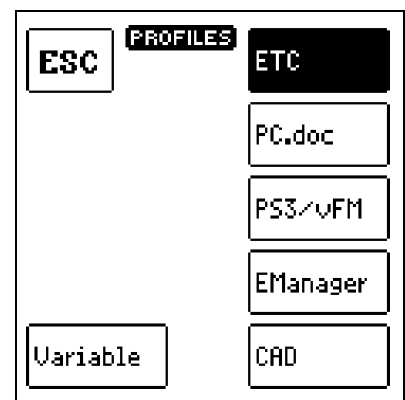 ESC
PROFILES
ETC
PC.doc
PS3/vFM
EManager
Variable
CAD